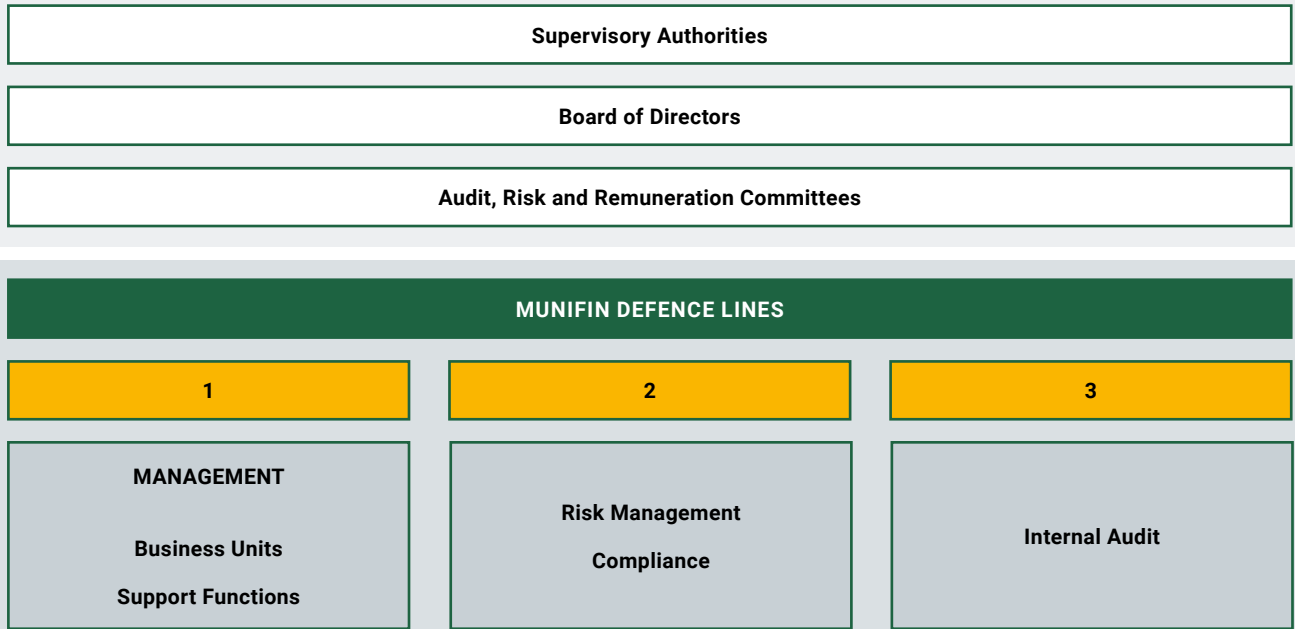 Supervisory Authorities
Board of Directors
Audit, Risk and Remuneration Committees
MUNIFIN DEFENCE LINES
1
2
3
MANAGEMENT
Business Units
Support Functions
Risk Management
Compliance
Internal Audit